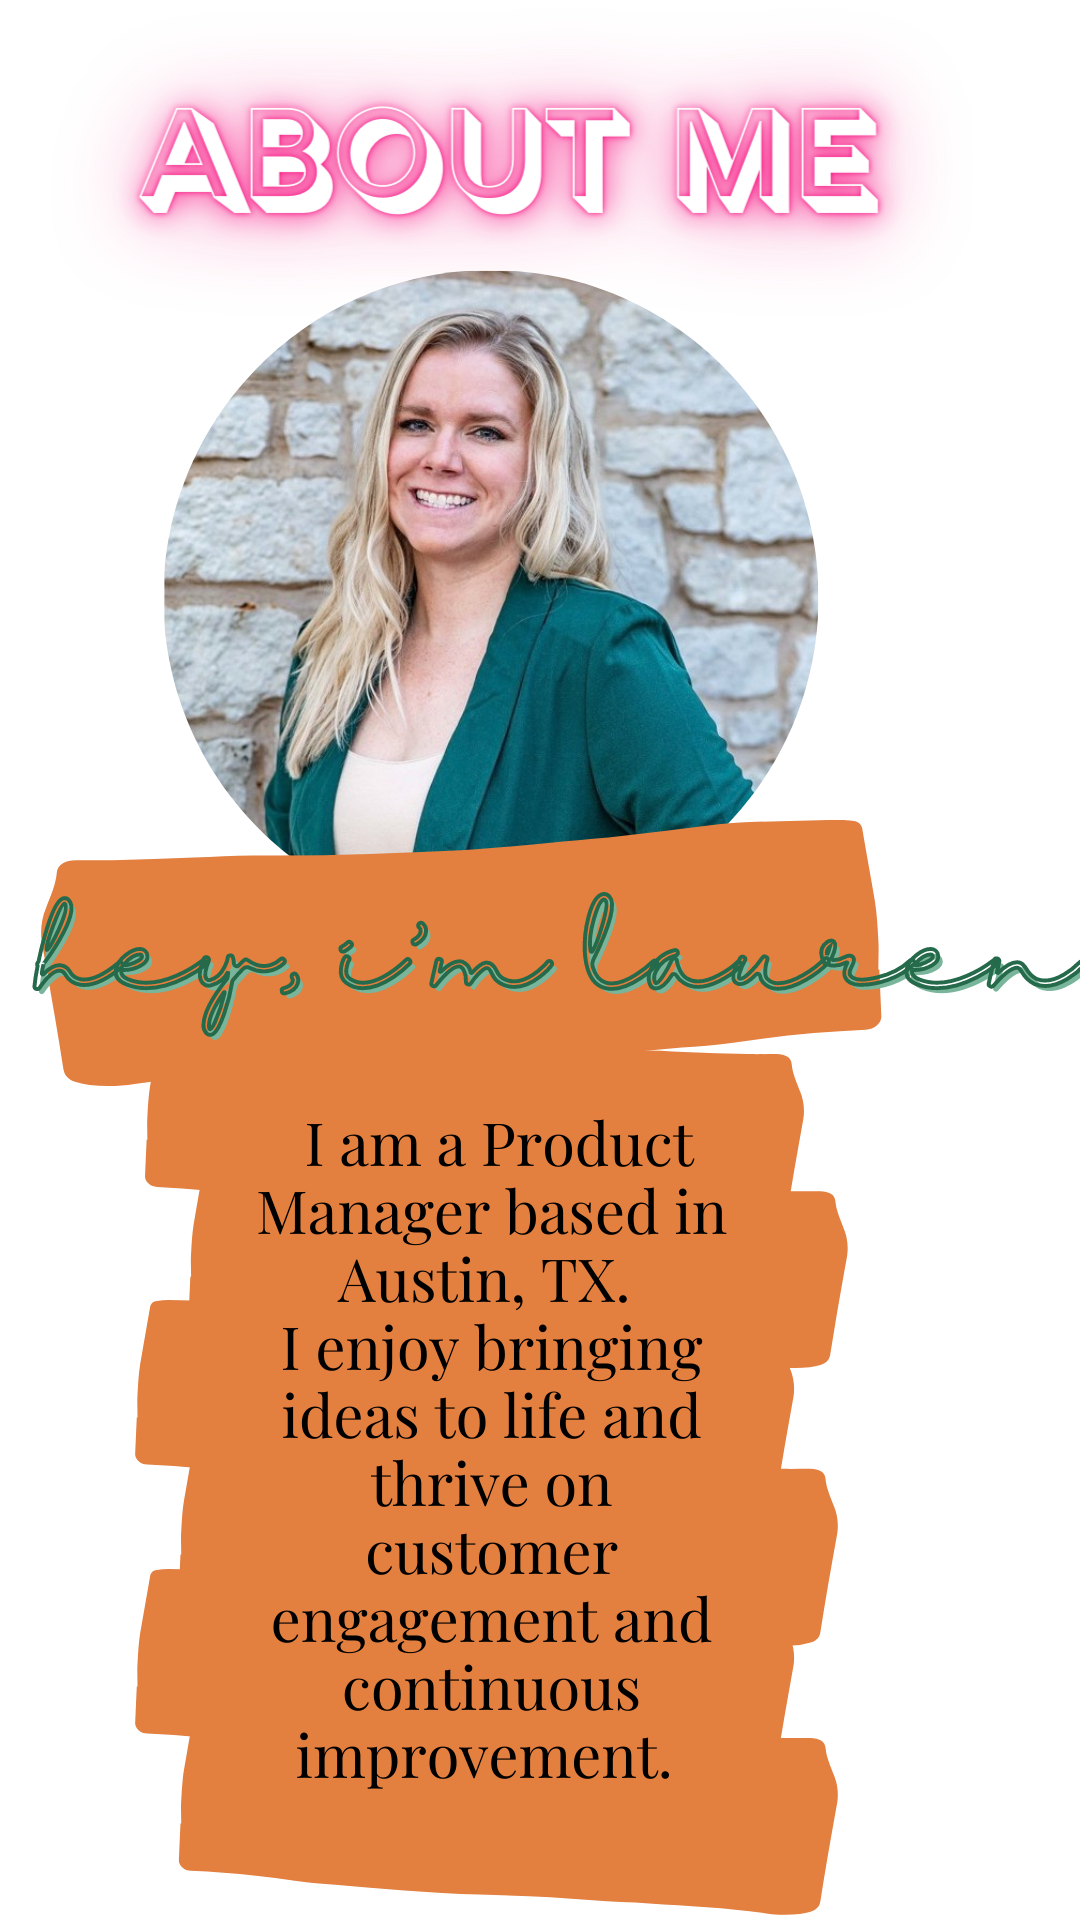 ABOUT ME
hey, i'm lauren
I am a Product
Manager based in
Austin, TX.
I enjoy bringing
ideas to life and
thrive on
customer
engagement and
continuous
improvement.